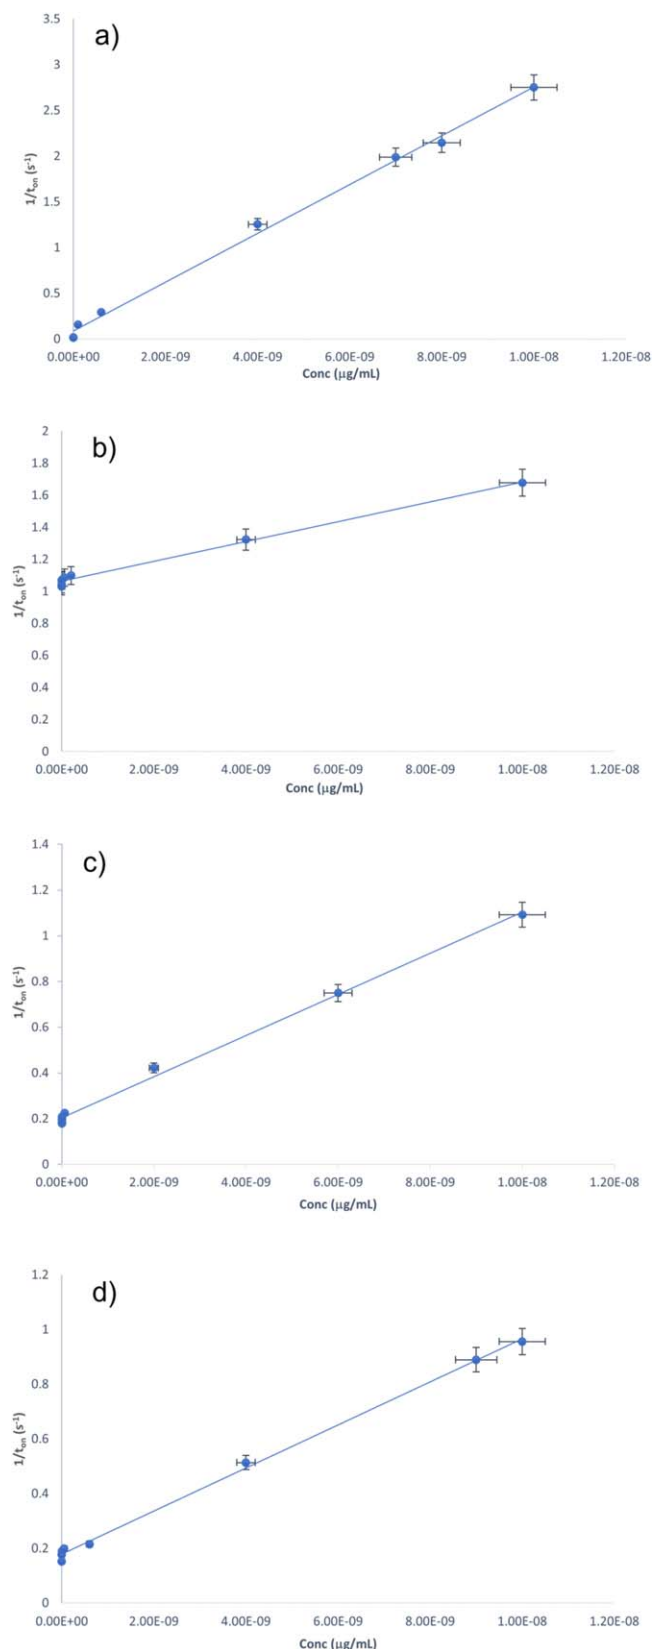 a)
3.5
3
2.5
2
1.5
1
0.5
0
1/ton (s-1)
0.00E+00 2.00E-09 4.00E-09 6.00E-09 8.00E-09 1.00E-08 1.20E-08
Conc (μg/mL)
b)
2
1.8
1.6
1.4
1.2
1
0.8
0.6
0.4
0.2
0
1/ton (s-1)
0.00E+00 2.00E-09 4.00E-09 6.00E-09 8.00E-09 1.00E-08 1.20E-08
Conc (μg/mL)
c)
1.4
1.2
1
0.8
0.6
0.4
0.2
0
1/ton (s-1)
0.00E+00 2.00E-09 4.00E-09 6.00E-09 8.00E-09 1.00E-08 1.20E-08
Conc (μg/mL)
d)
1.2
1
0.8
0.6
0.4
0.2
0
1/ton (s-1)
0.00E+00 2.00E-09 4.00E-09 6.00E-09 8.00E-09 1.00E-08 1.20E-08
Conc (μg/mL)